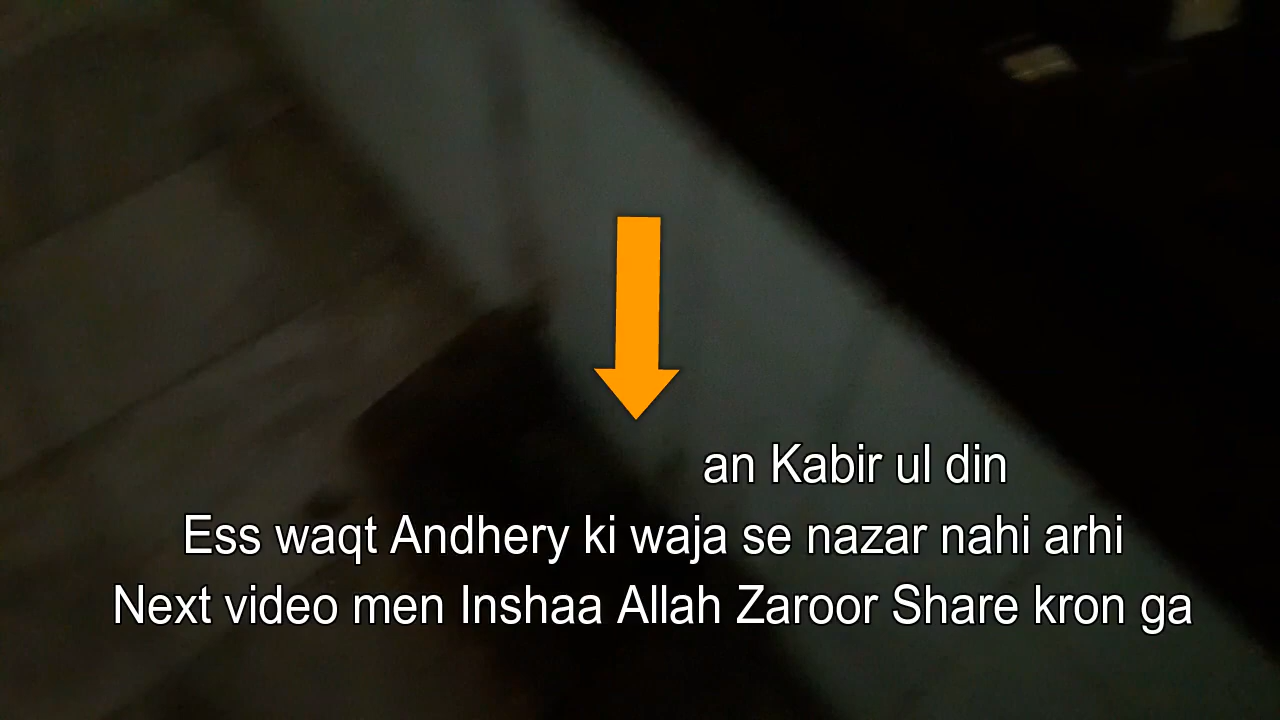 an Kabir ul din
Ess waqt Andhery ki waja se nazar nahi arhi
Next video men Inshaa Allah Zaroor Share kron ga